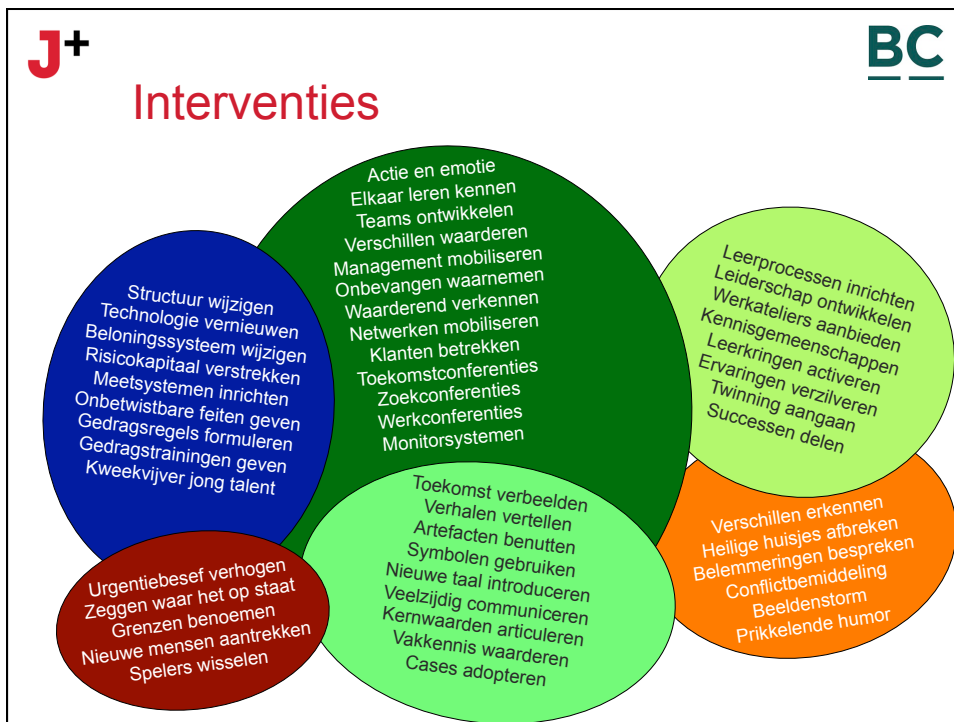 J+
BC
Interventies
Actie en emotie
Elkaar leren kennen
Teams ontwikkelen
Verschillen waarderen
Management mobiliseren
Onbevangen waarnemen
Waarderend verkennen
Netwerken mobiliseren
Klanten betrekken
Toekomstconferenties
Zoekconferenties
Werkconferenties
Monitorsystemen
Structuur wijzigen
Technologie vernieuwen
Beloningssysteem wijzigen
Risicokapitaal verstrekken
Meetsystemen inrichten
Onbetwistbare feiten geven
Gedragsregels formuleren
Gedragstrainingen geven
Kweekvijver jong talent
Leerprocessen inrichten
Leiderschap ontwikkelen
Werkateliers aanbieden
Kennisgemeenschappen
Leerkringen activeren
Ervaringen verzilveren
Twinning aangaan
Successen delen
Urgentiebesef verhogen
Zeggen waar het op staat
Grenzen benoemen
Nieuwe mensen aantrekken
Spelers wisselen
Toekomst verbeelden
Verhalen vertellen
Artefacten benutten
Symbolen gebruiken
Nieuwe taal introduceren
Veelzijdig communiceren
Kernwaarden articuleren
Vakkennis waarderen
Cases adopteren
Verschillen erkennen
Heilige huisjes afbreken
Belemmeringen bespreken
Conflictbemiddeling
Beeldenstorm
Prikkelende humor